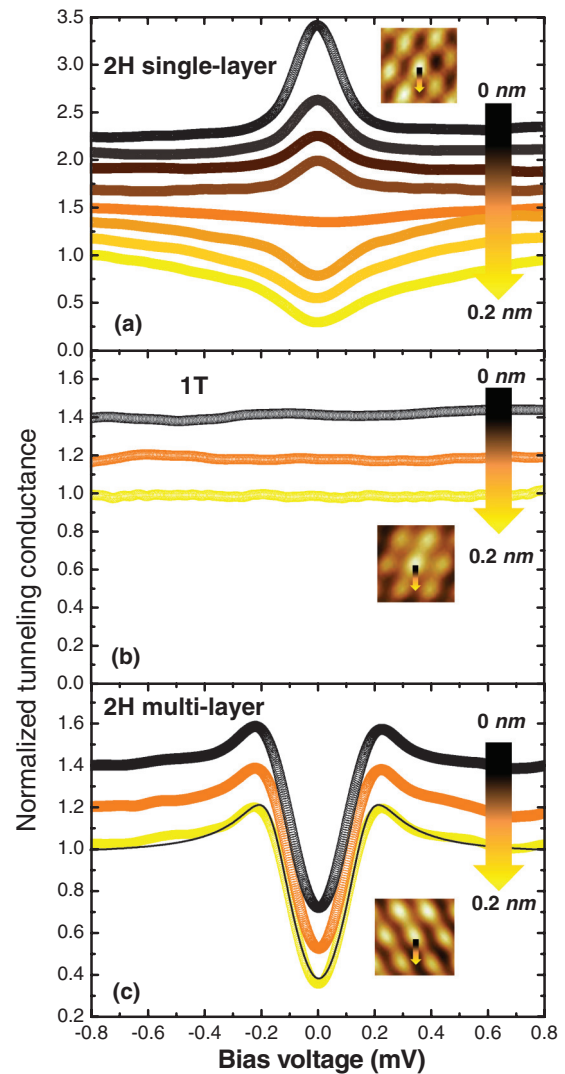 3.5
3.0
2.5
2.0
1.5
1.0
0.5
0.0
2H single-layer
0 nm
0.2 nm
(a)
1.6
1.4
1.2
1.0
0.8
0.6
0.4
0.2
0.0
1T
0 nm
0.2 nm
(b)
1.6
1.4
1.2
1.0
0.8
0.6
0.4
0.2
2H multi-layer
0 nm
0.2 nm
(c)
Normalized tunneling conductance
-0.8 -0.6 -0.4 -0.2 0.0 0.2 0.4 0.6 0.8
Bias voltage (mV)